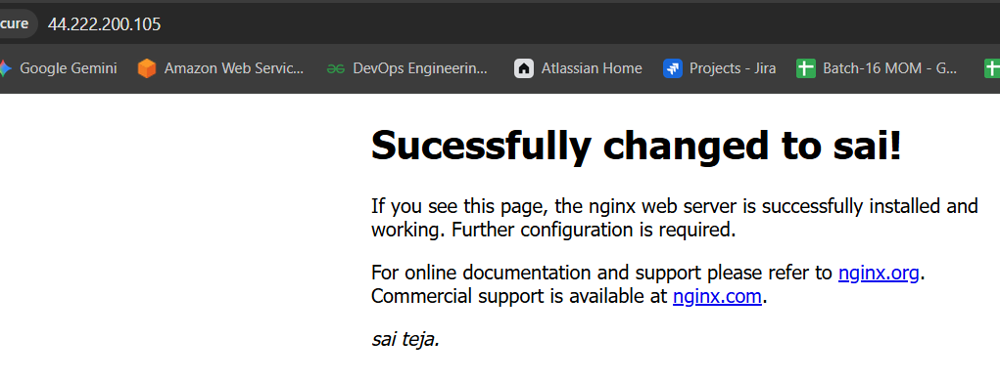 cure 44.222.200.105
Google Gemini Amazon Web Servic... DevOps Engineerin... Atlassian Home Projects - Jira Batch-16 MOM - G...
Sucessfully changed to sai!
If you see this page, the nginx web server is successfully installed and
working. Further configuration is required.
For online documentation and support please refer to nginx.org.
Commercial support is available at nginx.com.
sai teja.